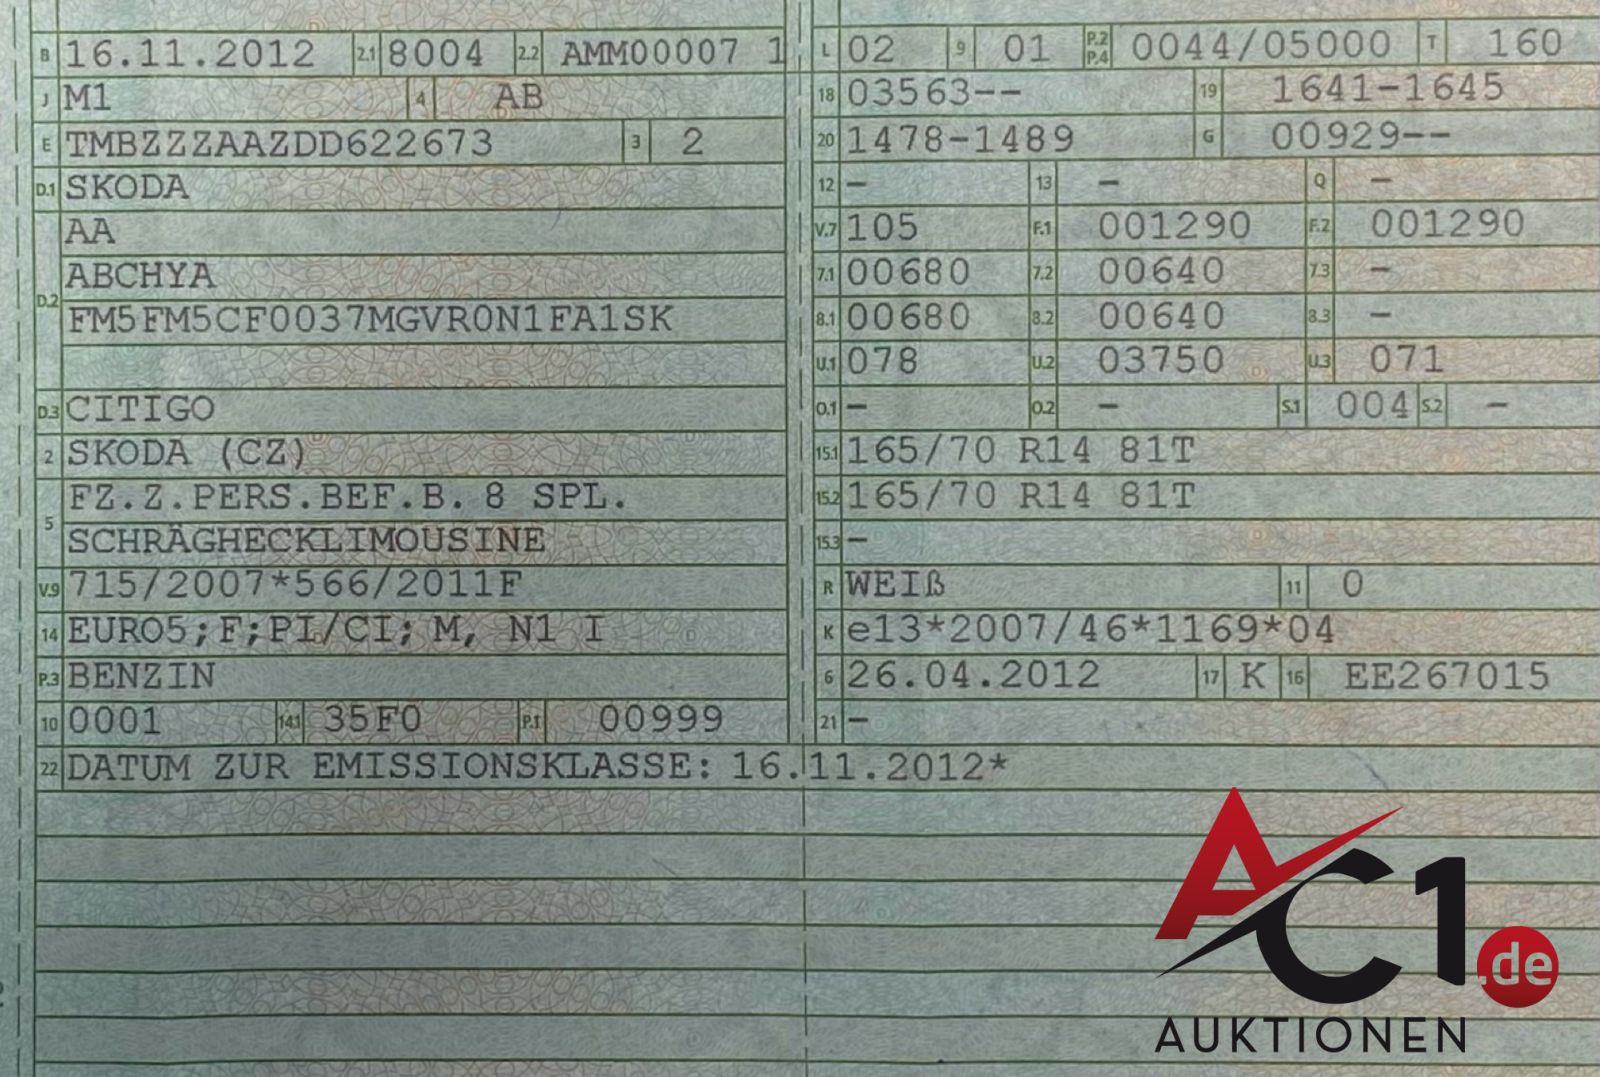 B 16.11.2012 2.1 8004 2.2 AMM00007 1
J M1 4 AB
E TMBZZZAAZDD622673 3 2
D.1 SKODA
AA
D.2 ABCHYA
FM5FM5CF0037MGVR0N1FA1SK
D.3 CITIGO
2 SKODA (CZ)
FZ.Z.PERS.BEF.B. 8 SPL.
5 SCHRÄGHECKLIMOUSINE
V.9 715/2007*566/2011F
14 EURO5;F;PI/CI; M, N1 I
P.3 BENZIN
10 0001 14.1 35F0 P.1 00999
22 DATUM ZUR EMISSIONSKLASSE: 16.11.2012*
L 02 9 01 P.2 P.4 0044/05000 T 160
18 03563-- 19 1641-1645
20 1478-1489 G 00929--
12 - 13 - Q -
V.7 105 F.1 001290 F.2 001290
7.1 00680 7.2 00640 7.3 -
8.1 00680 8.2 00640 8.3 -
U.1 078 U.2 03750 U.3 071
O.1 - O.2 - S.1 004 S.2 -
15.1 165/70 R14 81T
15.2 165/70 R14 81T
15.3 -
R WEIß 11 0
K e13*2007/46*1169*04
6 26.04.2012 17 K 16 EE267015
21 -
AC1.de
AUKTIONEN